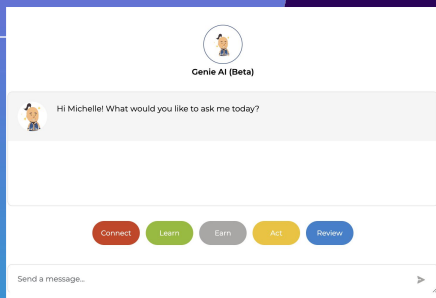 Genie AI (Beta)
Hi Michelle! What would you like to ask me today?
Connect
Learn
Earn
Act
Review
Send a message...